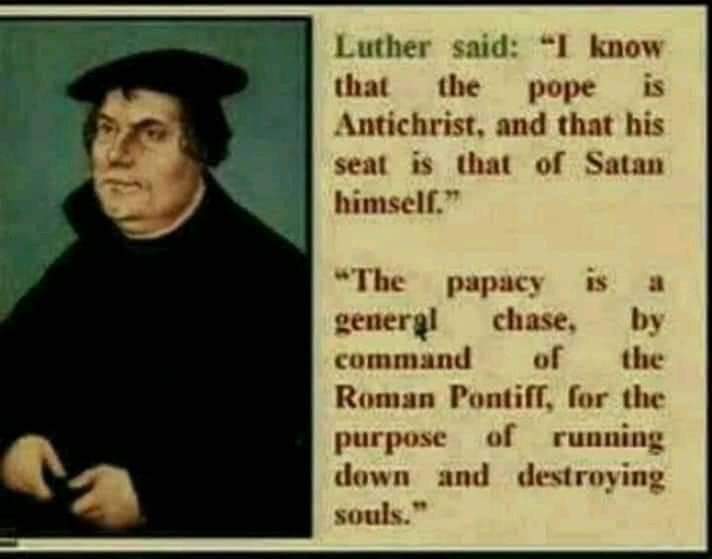 Luther said: “I know
that the pope is
Antichrist, and that his
seat is that of Satan
himself.”
“The papacy is a
general chase, by
command of the
Roman Pontiff, for the
purpose of running
down and destroying
souls.”